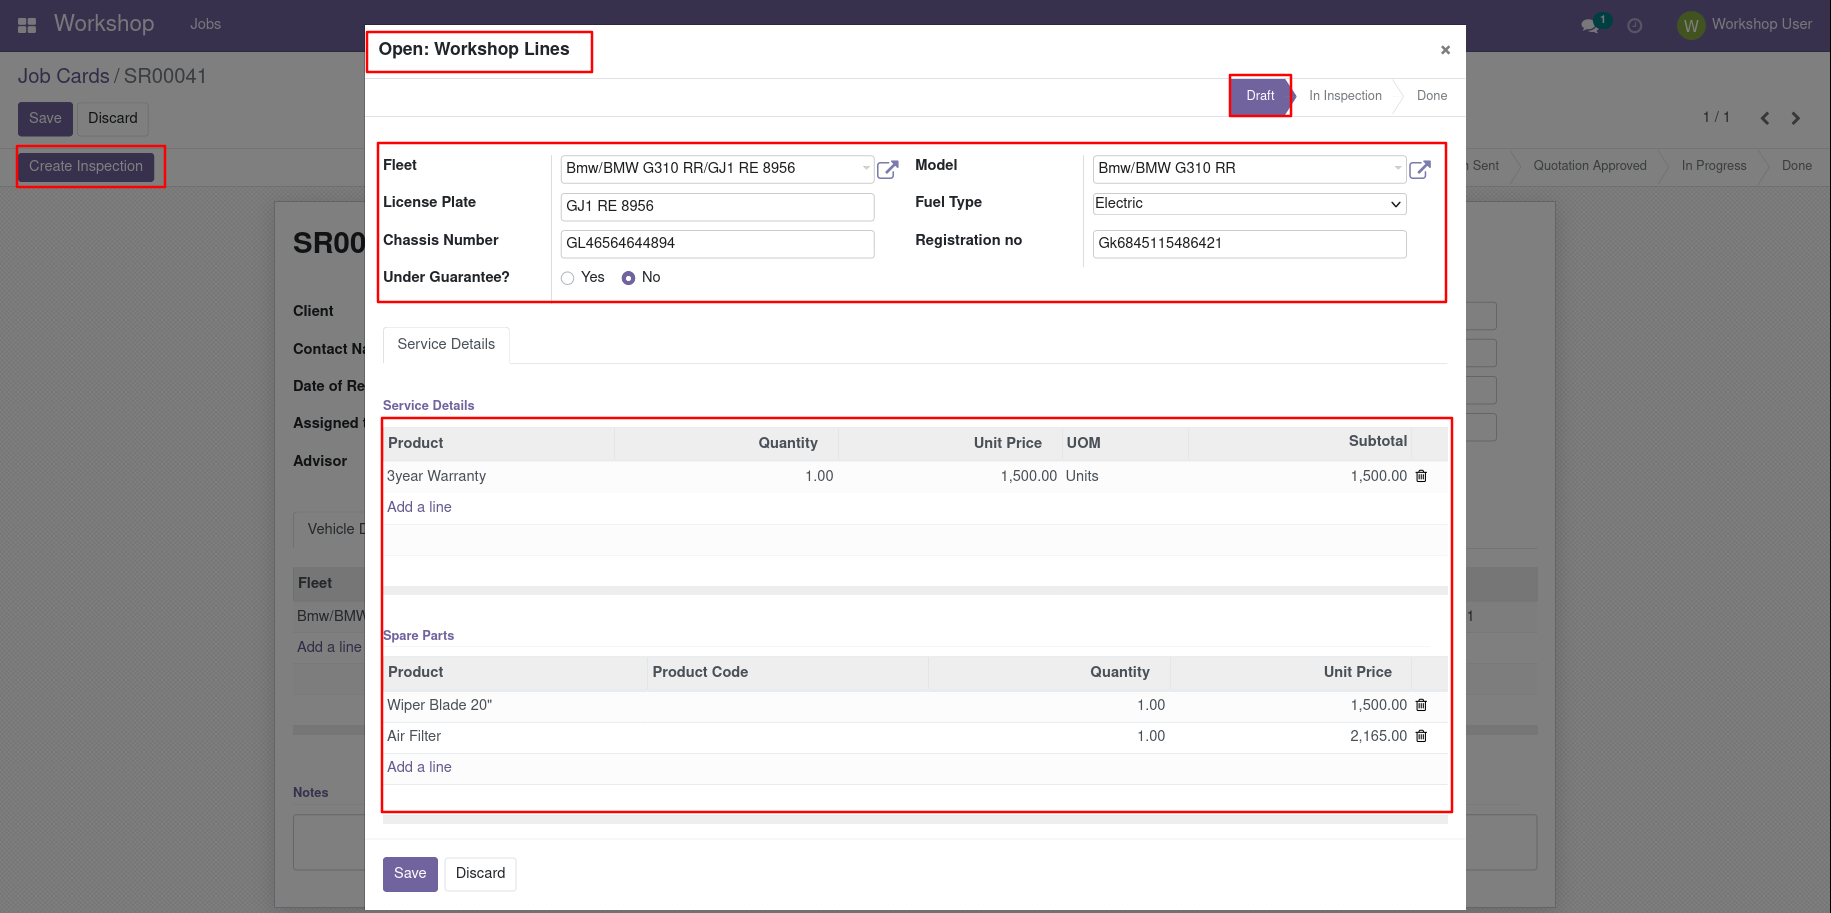 Workshop Jobs 1 W Workshop User
Job Cards / SR00041
Save Discard 1 / 1
Create Inspection Sent Quotation Approved In Progress Done
SR00
Client
Contact
Date of Re
Assigned
Advisor
Vehicle
Fleet
Bmw/BMW 1
Add a line
Notes
Open: Workshop Lines ×
Draft In Inspection Done
Fleet Bmw/BMW G310 RR/GJ1 RE 8956 Model Bmw/BMW G310 RR
License Plate GJ1 RE 8956 Fuel Type Electric
Chassis Number GL46564644894 Registration no Gk6845115486421
Under Guarantee? Yes No
Service Details
Service Details
Product Quantity Unit Price UOM Subtotal
3year Warranty 1.00 1,500.00 Units 1,500.00
Add a line
Spare Parts
Product Product Code Quantity Unit Price
Wiper Blade 20" 1.00 1,500.00
Air Filter 1.00 2,165.00
Add a line
Save Discard